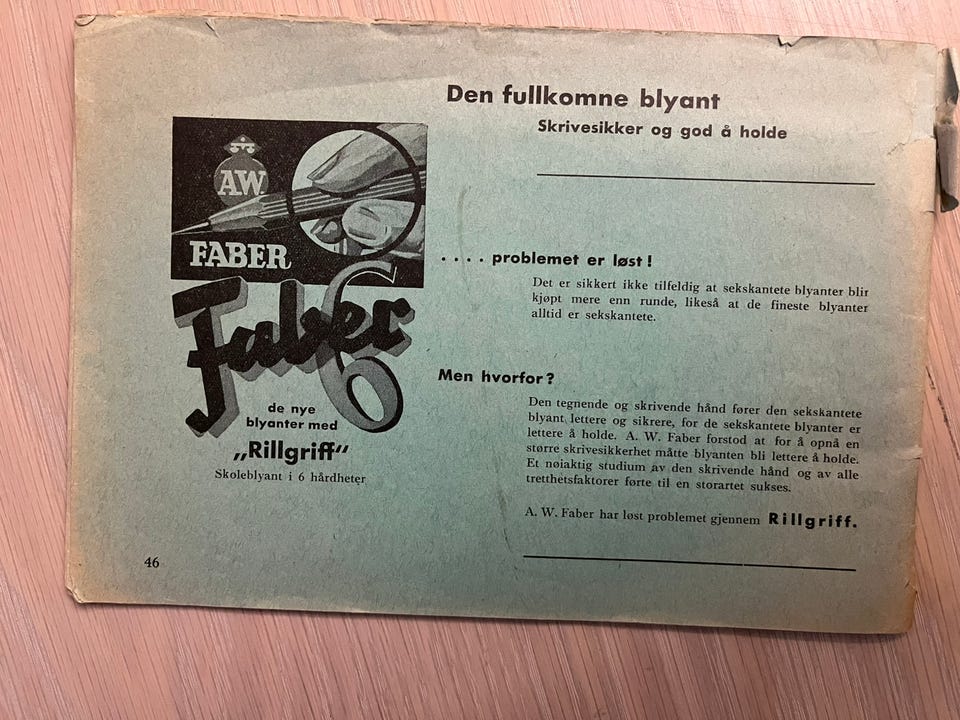 Den fullkomne blyant
Skrivesikker og god å holde
AW
FABER
Faber 6
de nye
blyanter med
„Rillgriff“
Skoleblyant i 6 hårdheter
. . . . problemet er løst!
Det er sikkert ikke tilfeldig at sekskantete blyanter blir
kjøpt mere enn runde, likeså at de fineste blyanter
alltid er sekskantete.
Men hvorfor?
Den tegnende og skrivende hånd fører den sekskantete
blyant lettere og sikrere, for de sekskantete blyanter er
lettere å holde. A. W. Faber forstod at for å opnå en
større skrivesikkerhet måtte blyanten bli lettere å holde.
Et nøiaktig studium av den skrivende hånd og av alle
tretthetsfaktorer førte til en storartet sukses.
A. W. Faber har løst problemet gjennem Rillgriff.
46